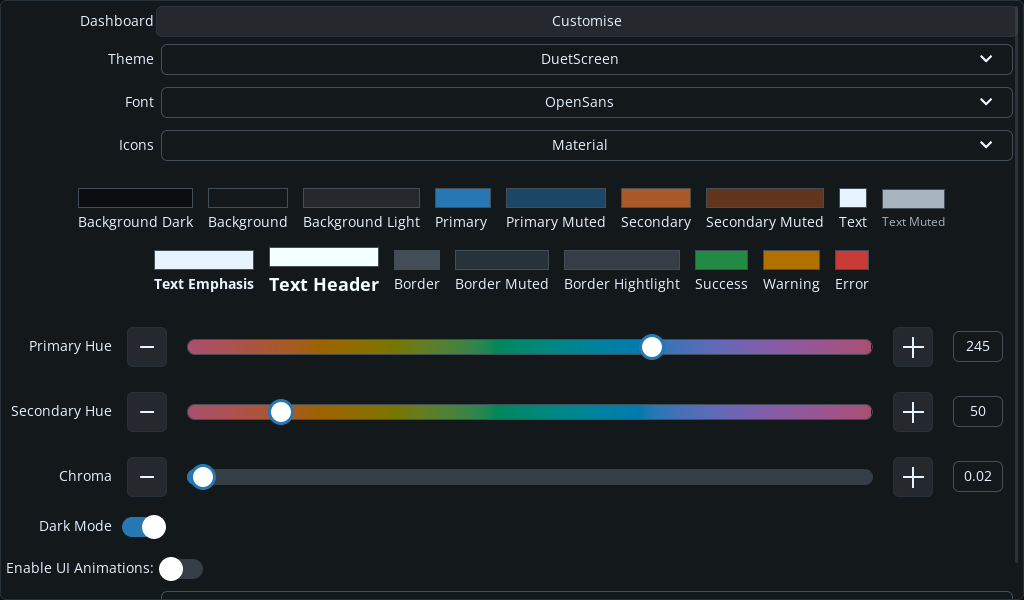 Dashboard Customise
Theme DuetScreen
Font OpenSans
Icons Material
Background Dark Background Background Light Primary Primary Muted Secondary Secondary Muted Text Text Muted
Text Emphasis Text Header Border Border Muted Border Hightlight Success Warning Error
Primary Hue 245
Secondary Hue 50
Chroma 0.02
Dark Mode
Enable UI Animations: